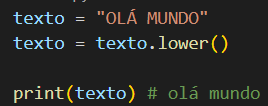 texto = "OLÁ MUNDO"
texto = texto.lower()
print(texto) # olá mundo